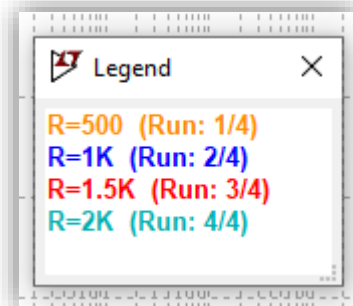 Legend
R=500 (Run: 1/4)
R=1K (Run: 2/4)
R=1.5K (Run: 3/4)
R=2K (Run: 4/4)